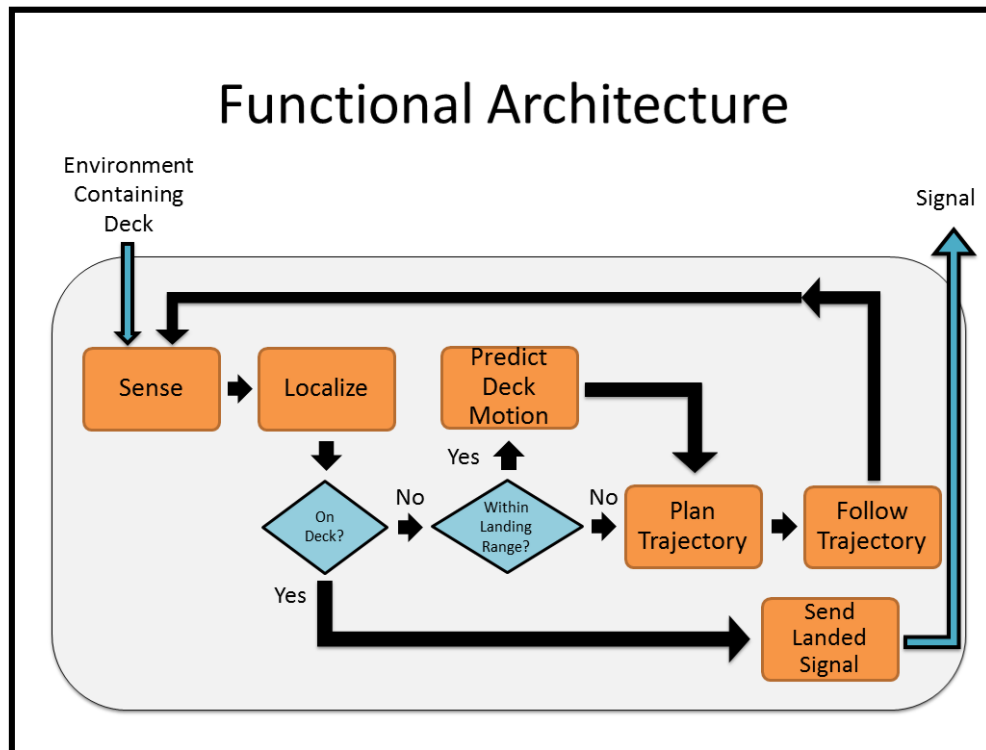 Functional Architecture
Environment
Containing
Deck
Signal
Sense
Localize
Predict
Deck
Motion
Yes
On
Deck?
No
Within
Landing
Range?
No
Plan
Trajectory
Follow
Trajectory
Yes
Send
Landed
Signal